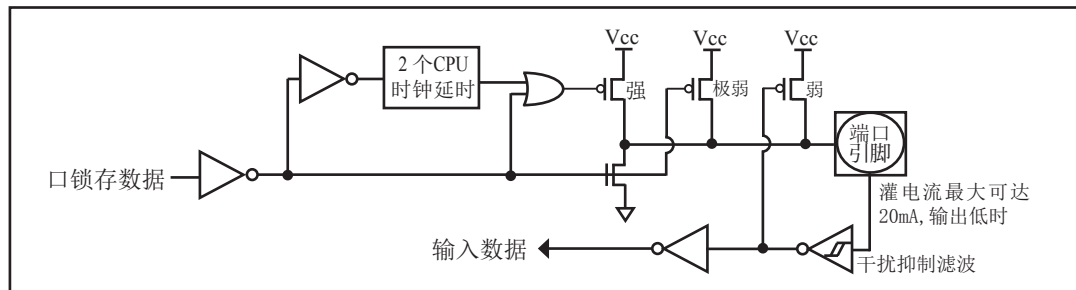 Vcc
Vcc
Vcc
2 个CPU
时钟延时
强
极弱
弱
端口
引脚
口锁存数据
灌电流最大可达
20mA,输出低时
输入数据
干扰抑制滤波